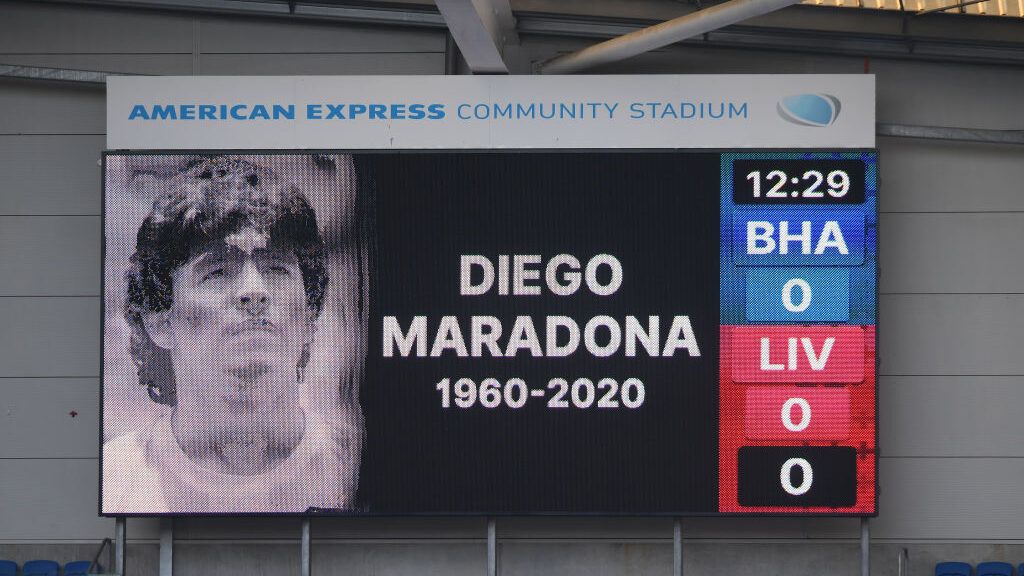 AMERICAN EXPRESS COMMUNITY STADIUM
DIEGO
MARADONA
1960-2020
12:29
BHA
0
LIV
0
0